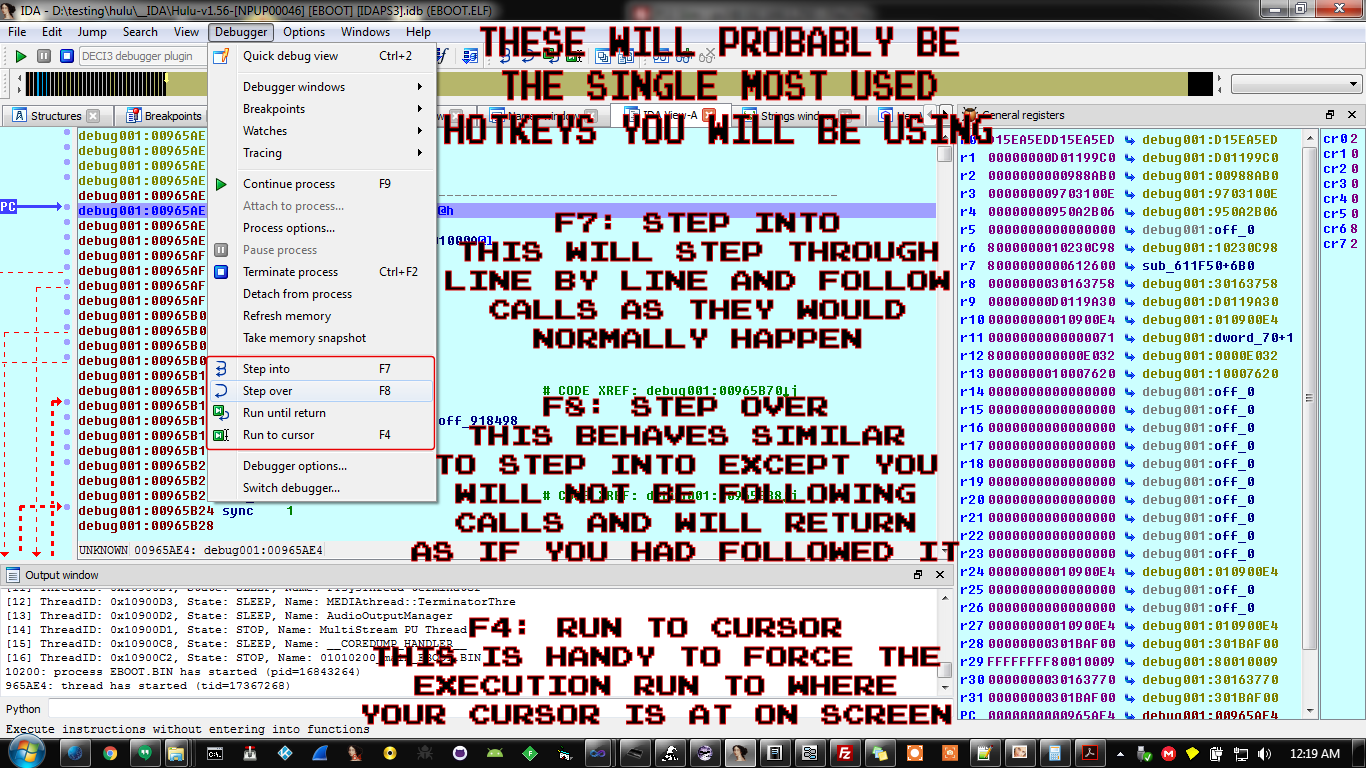 IDA - D:\testing\hulu\__IDA\Hulu-v1.56-[NPUP00046] [EBOOT] [IDAPS3].idb (EBOOT.ELF)
File Edit Jump Search View Debugger Options Windows Help
DECI3 debugger plugin
Structures
Breakpoints
IDA View-A
Strings
General registers
Quick debug view Ctrl+2
Debugger windows
Breakpoints
Watches
Tracing
Continue process F9
Attach to process...
Process options...
Pause process
Terminate process Ctrl+F2
Detach from process
Refresh memory
Take memory snapshot
Step into F7
Step over F8
Run until return
Run to cursor F4
Debugger options...
Switch debugger...
THESE WILL PROBABLY BE
THE SINGLE MOST USED
HOTKEYS YOU WILL BE USING
F7: STEP INTO
THIS WILL STEP THROUGH
LINE BY LINE AND FOLLOW
CALLS AS THEY WOULD
NORMALLY HAPPEN
# CODE XREF: debug001:00965B70↓j
F8: STEP OVER
off_918498
THIS BEHAVES SIMILAR
TO STEP INTO EXCEPT YOU
WILL NOT BE FOLLOWING
CALLS AND WILL RETURN
AS IF YOU HAD FOLLOWED IT
PC
debug001:00965AE
debug001:00965AE
debug001:00965AE
debug001:00965AE
debug001:00965AE
debug001:00965AE
debug001:00965AE
debug001:00965AE
debug001:00965AF
debug001:00965AF
debug001:00965AF
debug001:00965AF
debug001:00965B0
debug001:00965B0
debug001:00965B0
debug001:00965B0
debug001:00965B1
debug001:00965B1
debug001:00965B1
debug001:00965B1
debug001:00965B1
debug001:00965B1
debug001:00965B2
debug001:00965B2
debug001:00965B2
debug001:00965B24 sync 1
debug001:00965B28
UNKNOWN 00965AE4: debug001:00965AE4
D15EA5EDD15EA5ED debug001:D15EA5ED
r1 00000000D01199C0 debug001:D01199C0
r2 0000000000988AB0 debug001:00988AB0
r3 000000009703100E debug001:9703100E
r4 00000000950A2B06 debug001:950A2B06
r5 0000000000000000 off_0
r6 8000000010230C98 debug001:10230C98
r7 8000000000612600 sub_611F50+6B0
r8 8000000030163758 debug001:30163758
r9 00000000D0119A30 debug001:D0119A30
r10 00000000010900E4 debug001:010900E4
r11 0000000000000071 debug001:dword_70+1
r12 800000000000E032 debug001:0000E032
r13 8000000010007620 debug001:10007620
r14 0000000000000000 debug001:off_0
r15 0000000000000000 debug001:off_0
r16 0000000000000000 debug001:off_0
r17 0000000000000000 debug001:off_0
r18 0000000000000000 debug001:off_0
r19 0000000000000000 debug001:off_0
r20 0000000000000000 debug001:off_0
r21 0000000000000000 debug001:off_0
r22 0000000000000000 debug001:off_0
r23 0000000000000000 debug001:off_0
r24 00000000010900E4 debug001:010900E4
r25 0000000000000000 debug001:off_0
r26 0000000000000000 debug001:off_0
r27 00000000010900E4 debug001:010900E4
r28 80000000301BAF00 debug001:301BAF00
r29 FFFFFFFF80010009 debug001:80010009
r30 8000000030163770 debug001:30163770
r31 80000000301BAF00 debug001:301BAF00
PC 0000000000965AE4 debug001:00965AE4
cr0 2
cr1 0
cr2 0
cr3 0
cr4 0
cr5 0
cr6 8
cr7 2
Output window
[12] ThreadID: 0x10900D3, State: SLEEP, Name: MEDIAthread::TerminatorThre
[13] ThreadID: 0x10900D2, State: SLEEP, Name: AudioOutputManager
[14] ThreadID: 0x10900D1, State: STOP, Name: MultiStream PU Thread
[15] ThreadID: 0x10900C8, State: SLEEP, Name: __COREDUMP_HANDLER__
[16] ThreadID: 0x10900C2, State: STOP, Name: 01010200_main_EBOOT.BIN
10200: process EBOOT.BIN has started (pid=16843264)
965AE4: thread has started (tid=17367268)
F4: RUN TO CURSOR
THIS IS HANDY TO FORCE THE
EXECUTION RUN TO WHERE
YOUR CURSOR IS AT ON SCREEN
Python
Execute instructions without entering into functions
12:19 AM